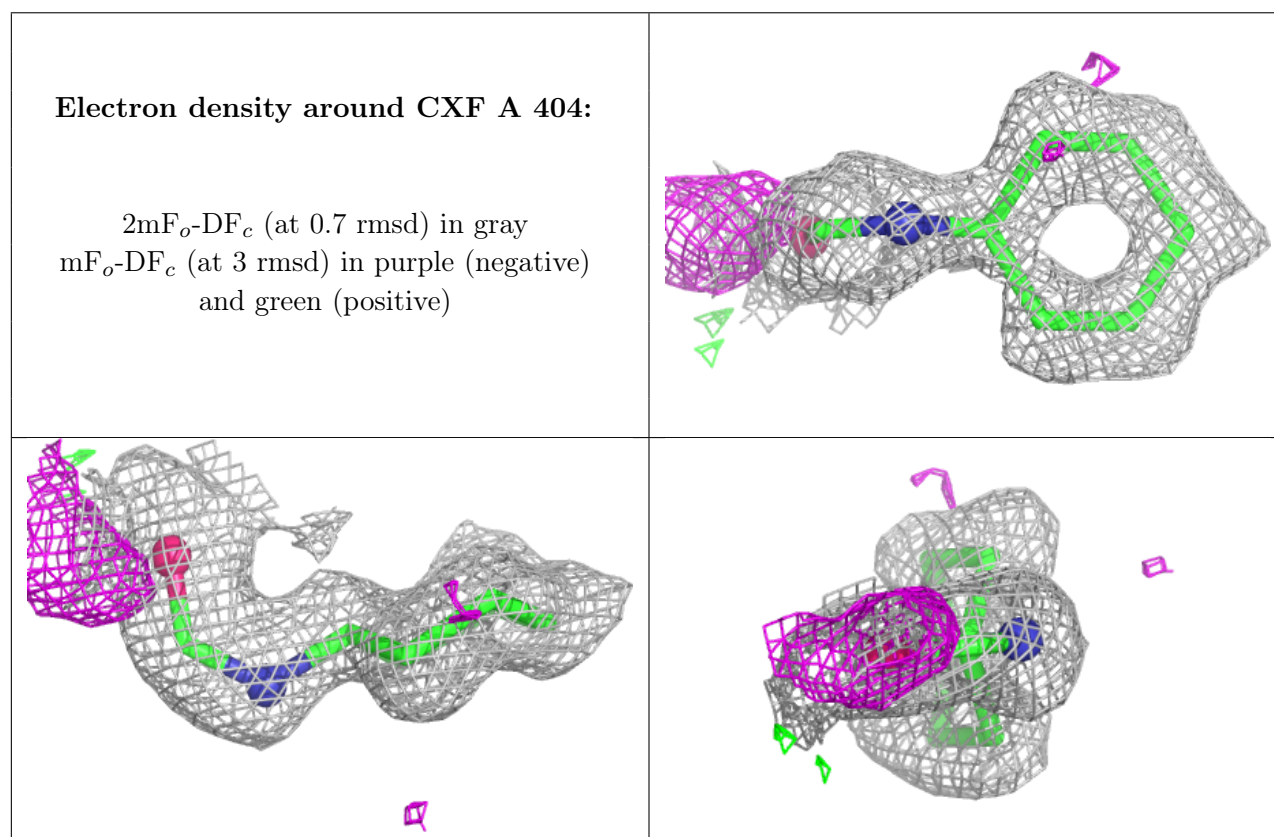 Electron density around CXF A 404:
2mFo-DFc (at 0.7 rmsd) in gray
mFo-DFc (at 3 rmsd) in purple (negative)
and green (positive)